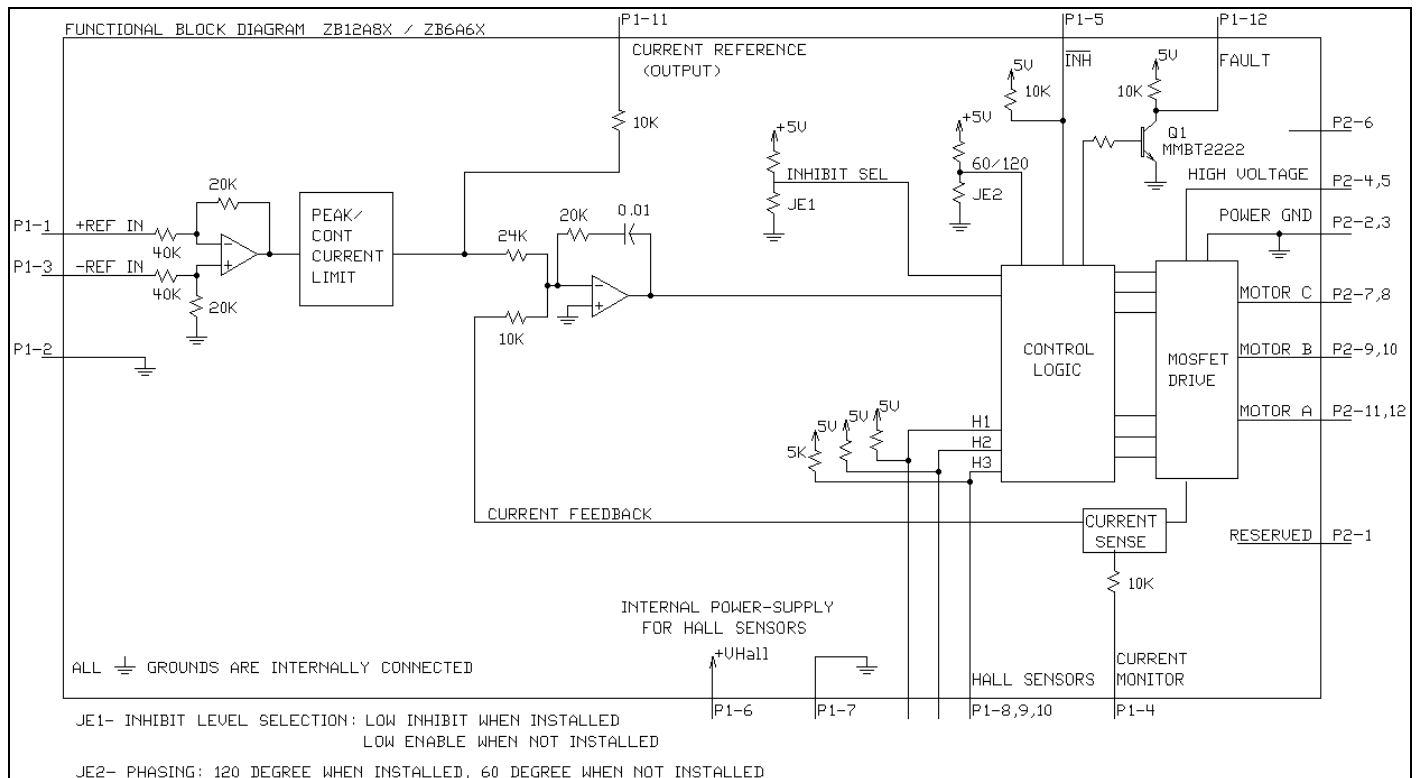 P1-11
P1-5
P1-12
FUNCTIONAL BLOCK DIAGRAM ZB12A8X / ZB6A6X
CURRENT REFERENCE
(OUTPUT)
5V
INH
5V
FAULT
10K
10K
10K
+5V
+5V
Q1
MMBT2222
P2-6
INHIBIT SEL
60/120
HIGH VOLTAGE
P2-4,5
JE1
JE2
20K
PEAK/
CONT
CURRENT
LIMIT
20K
0.01
POWER GND
P2-2,3
P1-1
+REF IN
40K
24K
P1-3
-REF IN
40K
20K
10K
MOTOR C
P2-7,8
P1-2
CONTROL
LOGIC
MOSFET
DRIVE
MOTOR B
P2-9,10
MOTOR A
P2-11,12
5V
5V
5V
5K
H1
H2
H3
CURRENT FEEDBACK
CURRENT
SENSE
RESERVED
P2-1
10K
INTERNAL POWER-SUPPLY
FOR HALL SENSORS
+VHall
ALL GROUNDS ARE INTERNALLY CONNECTED
HALL SENSORS
CURRENT
MONITOR
P1-6
P1-7
P1-8,9,10
P1-4
JE1- INHIBIT LEVEL SELECTION: LOW INHIBIT WHEN INSTALLED
LOW ENABLE WHEN NOT INSTALLED
JE2- PHASING: 120 DEGREE WHEN INSTALLED, 60 DEGREE WHEN NOT INSTALLED